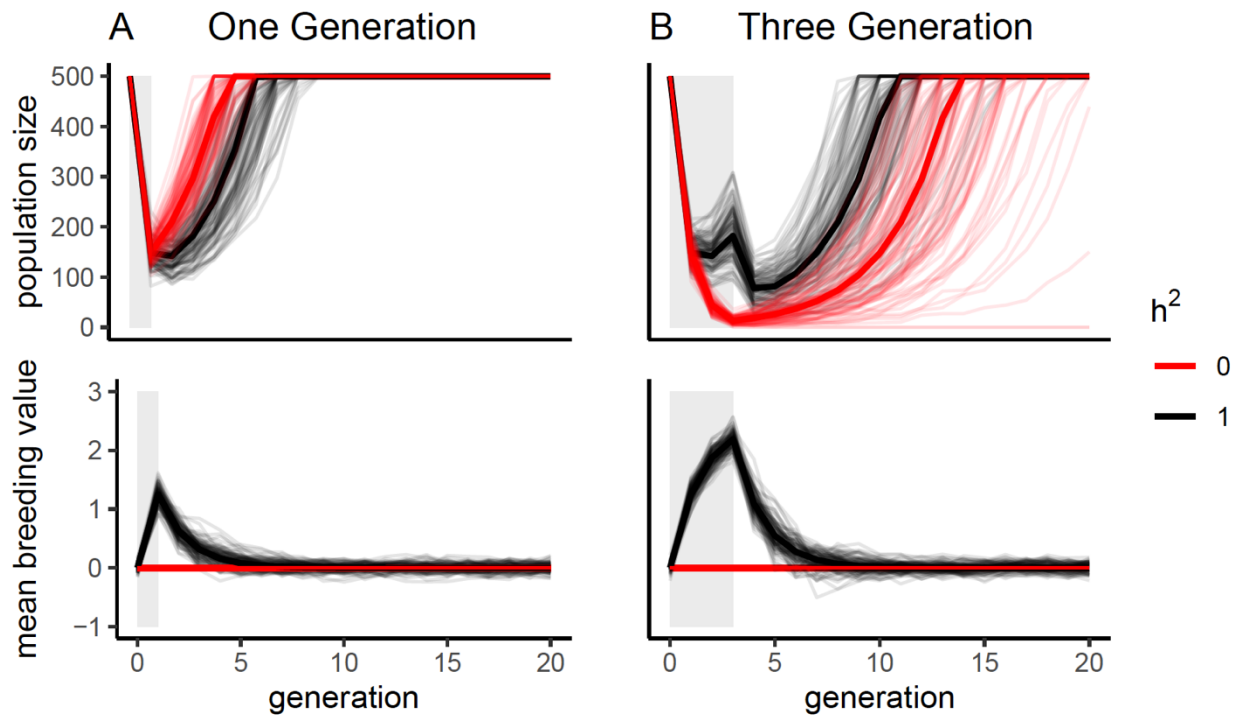 A One Generation
B Three Generation
population size
500
400
300
200
100
0
mean breeding value
3
2
1
0
−1
0 5 10 15 20
generation
0 5 10 15 20
generation
h²
0
1